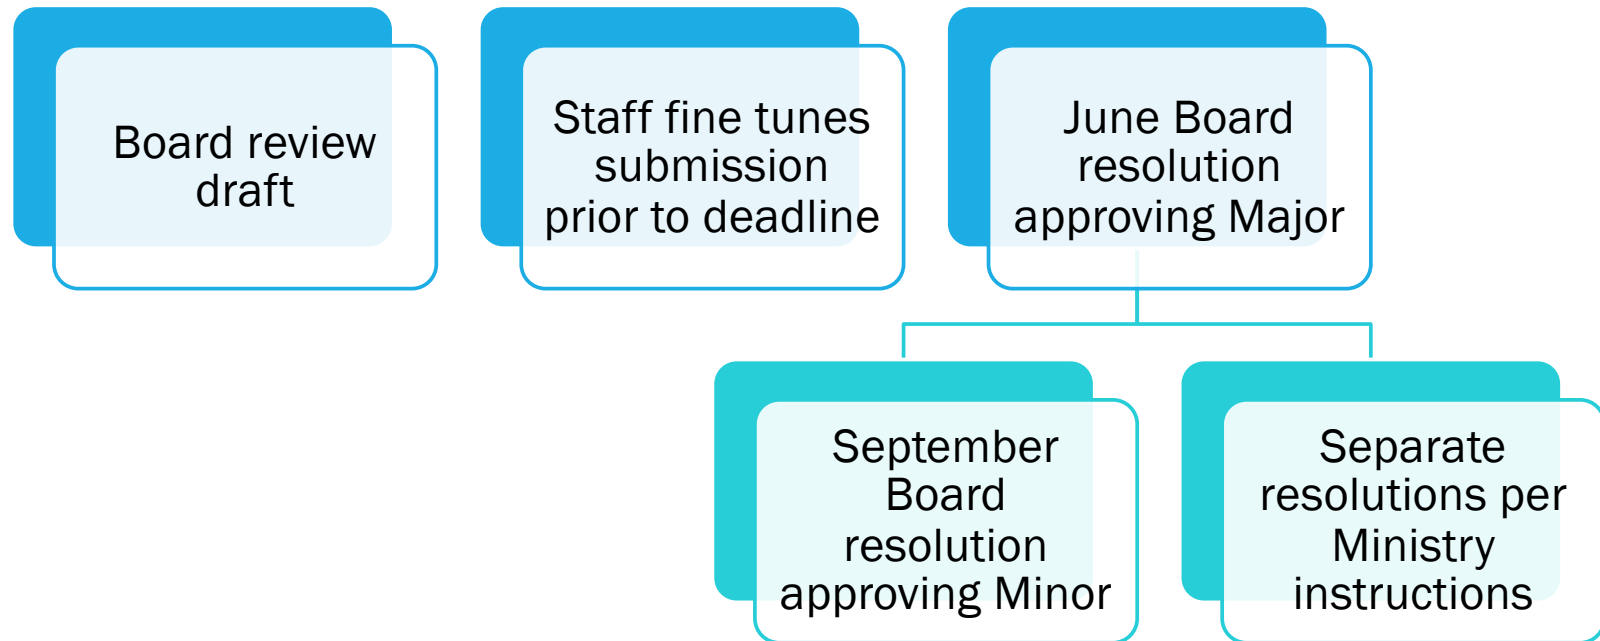 Board review
draft
Staff fine tunes
submission
prior to deadline
June Board
resolution
approving Major
September
Board
resolution
approving Minor
Separate
resolutions per
Ministry
instructions